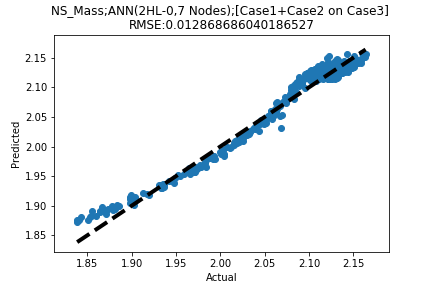 NS_Mass;ANN(2HL-0,7 Nodes);[Case1+Case2 on Case3]
RMSE:0.012868686040186527
2.15
2.10
2.05
2.00
1.95
1.90
1.85
Predicted
1.85 1.90 1.95 2.00 2.05 2.10 2.15
Actual